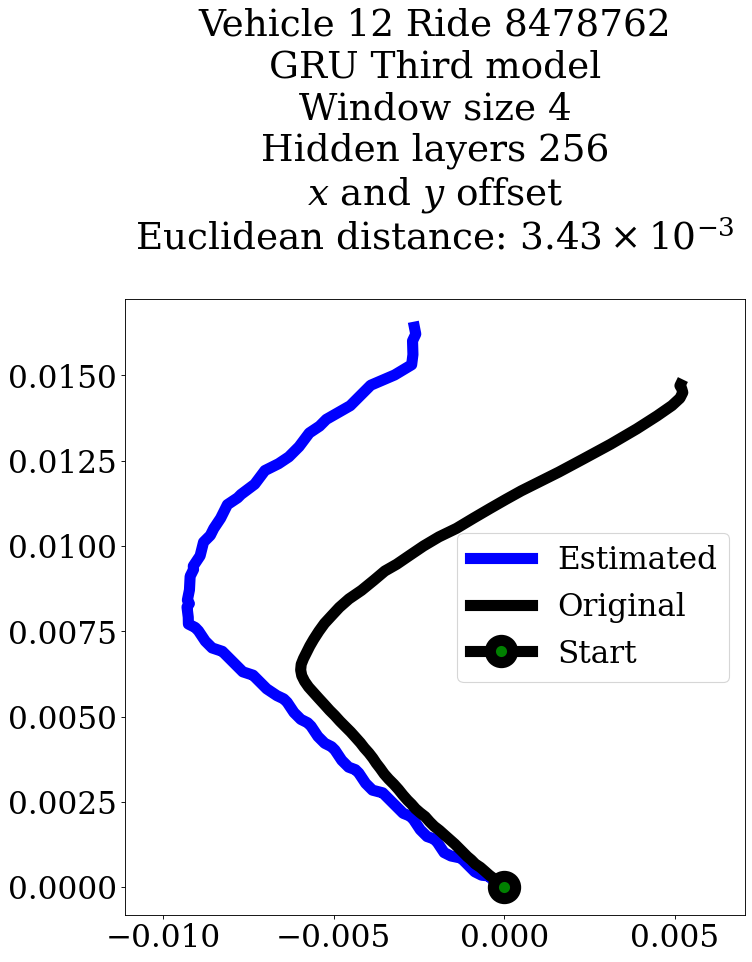 Vehicle 12 Ride 8478762
GRU Third model
Window size 4
Hidden layers 256
x and y offset
Euclidean distance: 3.43 × 10⁻³
0.0150
0.0125
0.0100
0.0075
0.0050
0.0025
0.0000
Estimated
Original
Start
−0.010 −0.005 0.000 0.005